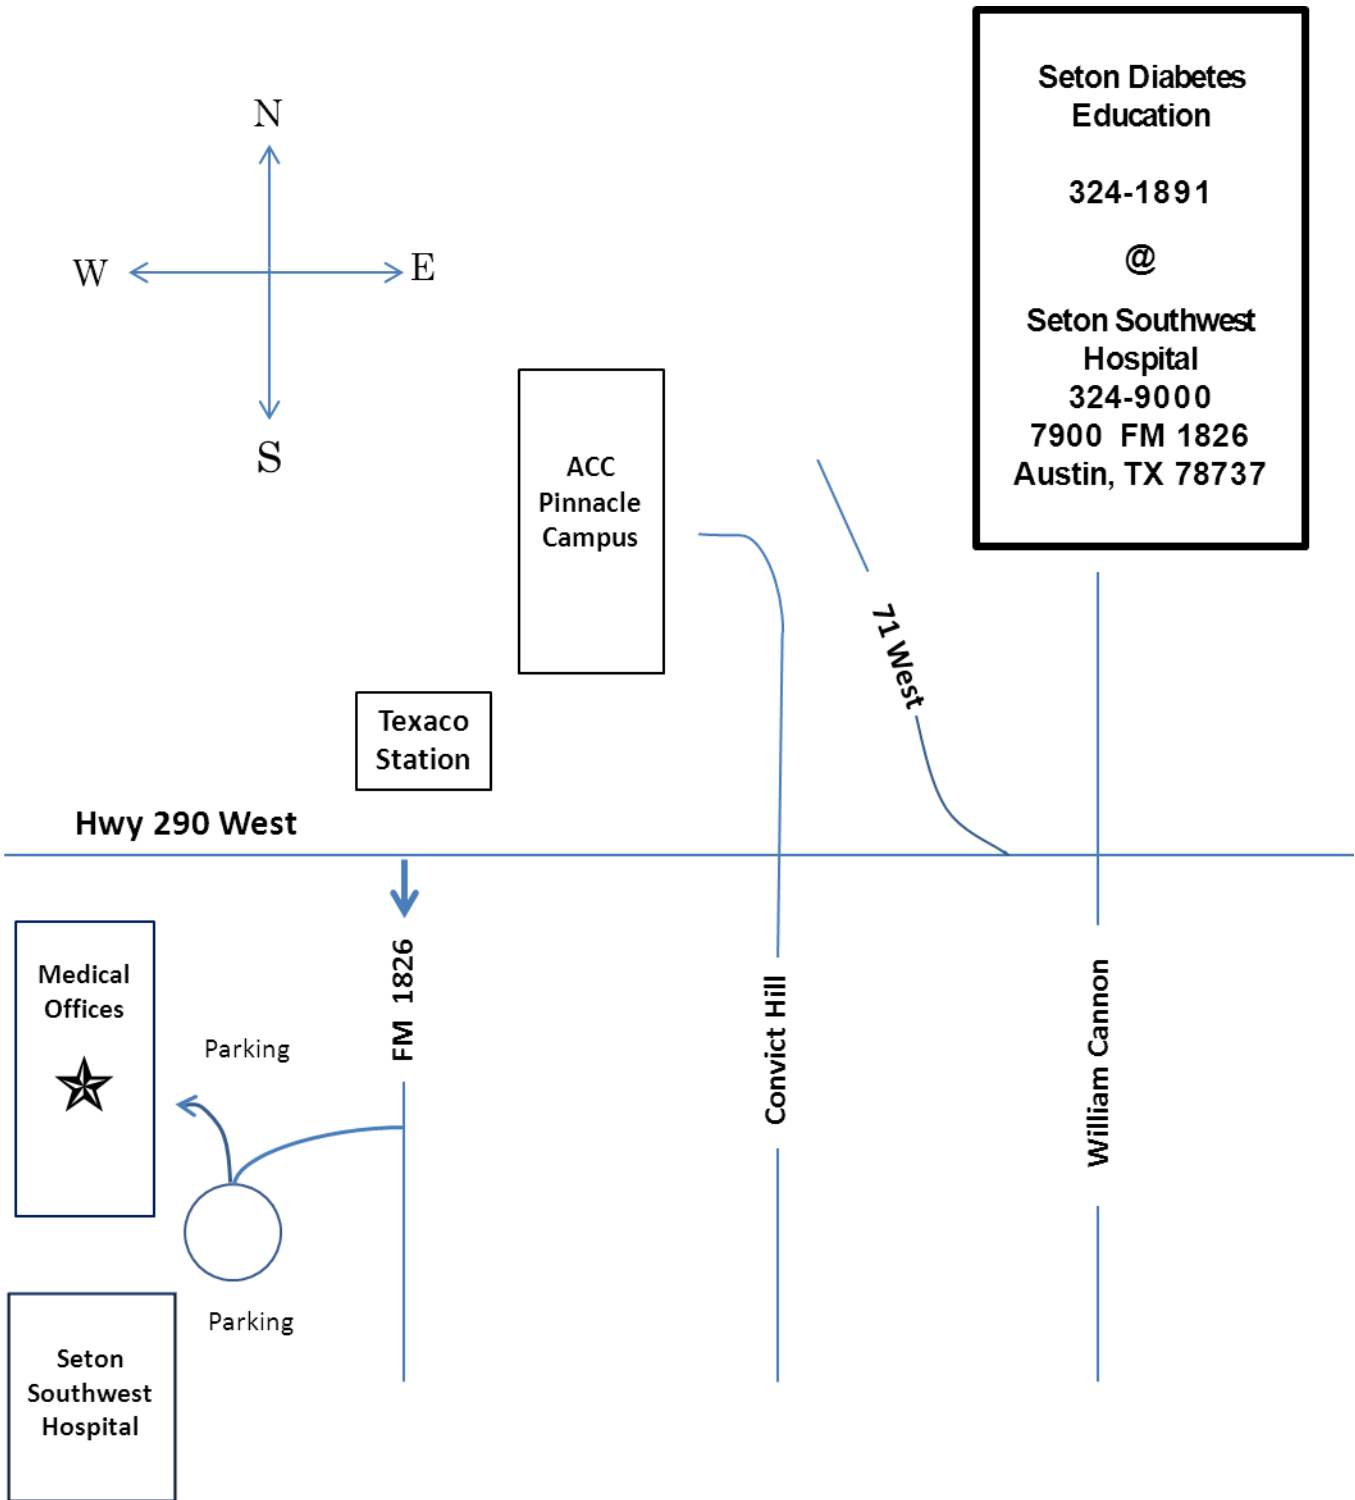 Seton Diabetes
Education
324-1891
@
Seton Southwest
Hospital
324-9000
7900 FM 1826
Austin, TX 78737
N
W
E
S
ACC
Pinnacle
Campus
71 West
Texaco
Station
Hwy 290 West
Medical
Offices
Parking
FM 1826
Convict Hill
William Cannon
Parking
Seton
Southwest
Hospital